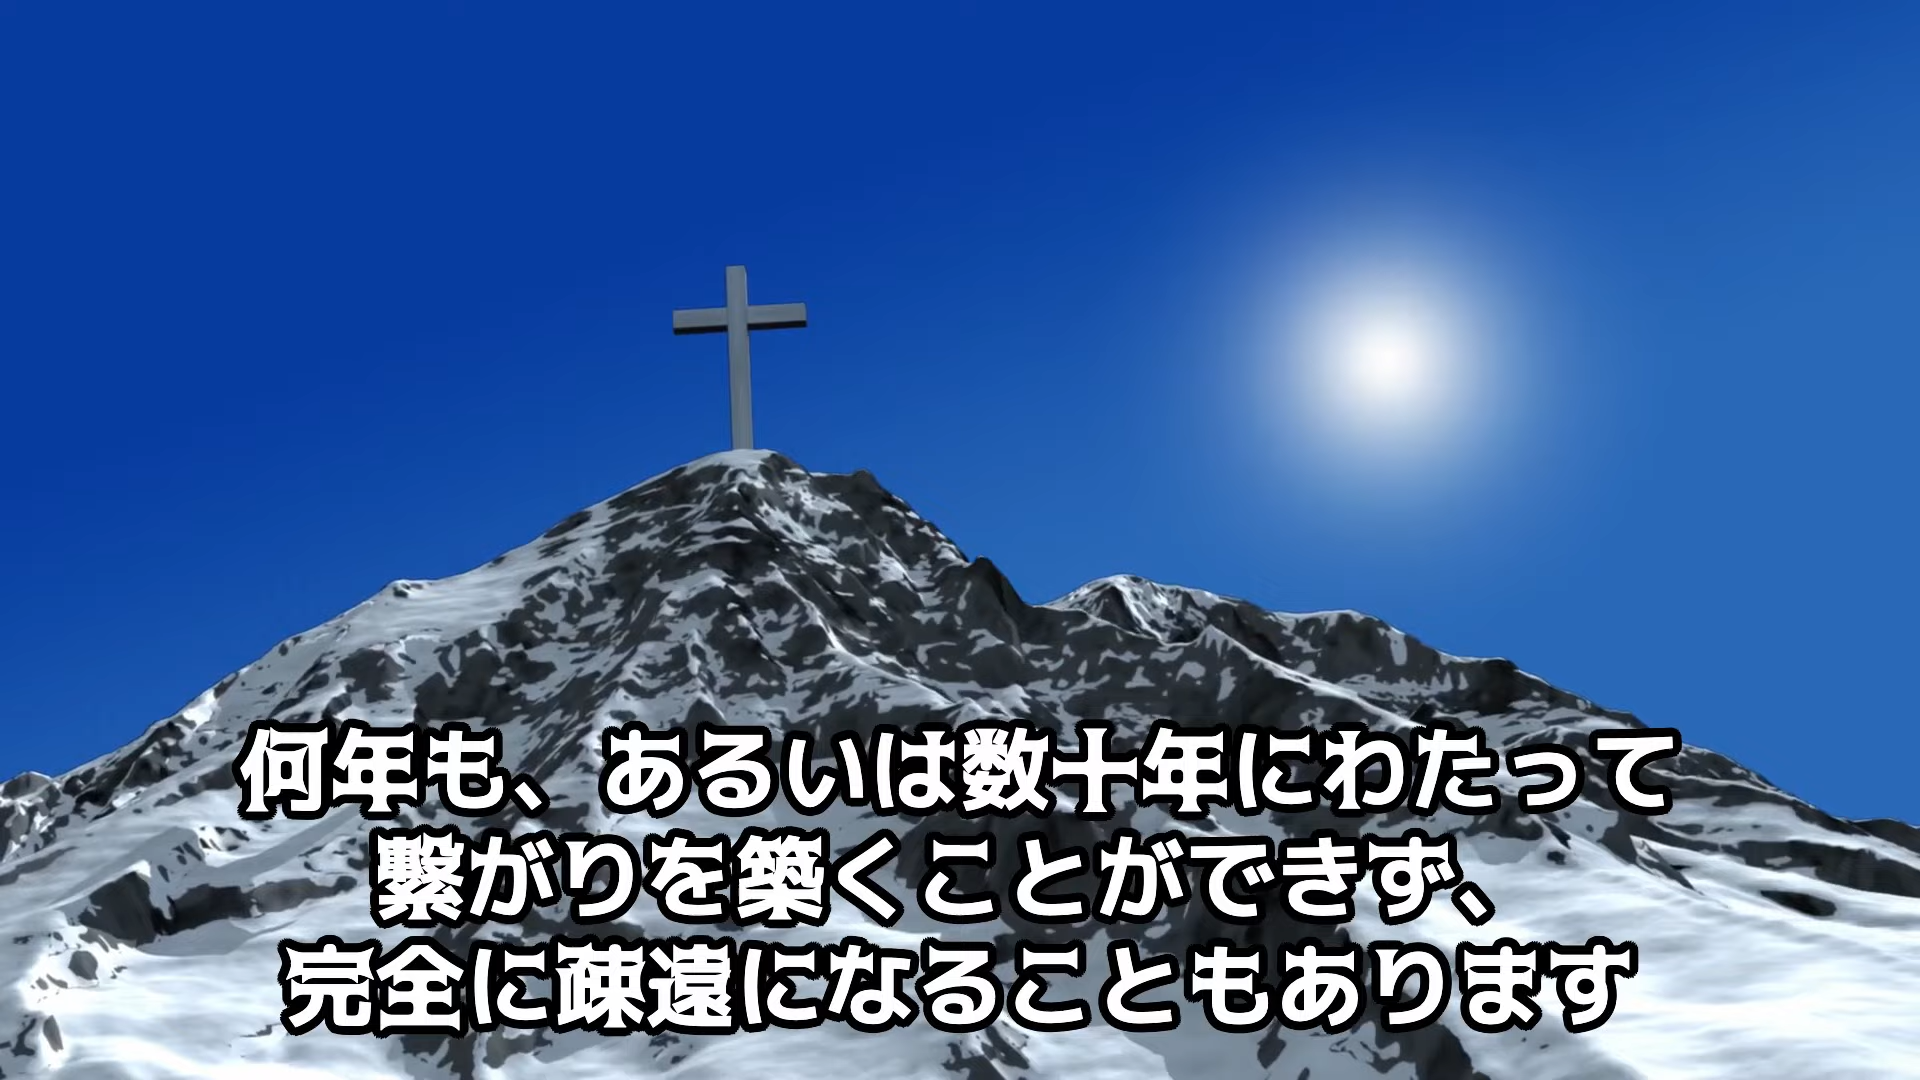 何年も、あるいは数十年にわたって
繋がりを築くことができず、
完全に疎遠になることもあります